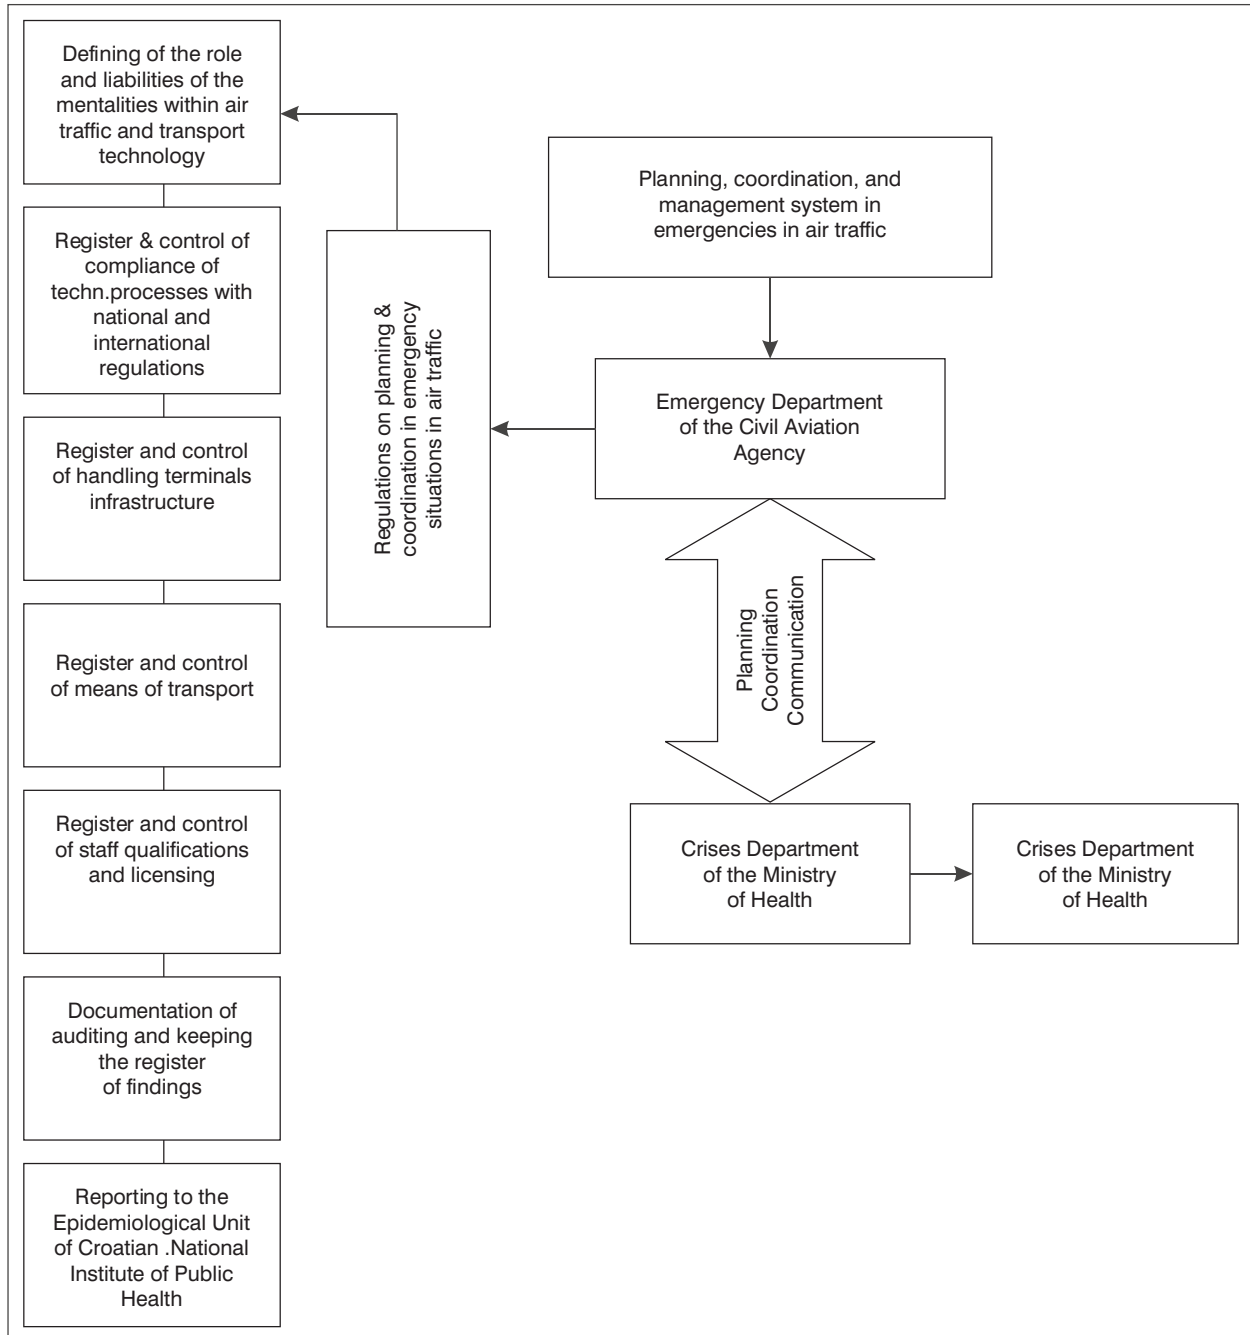 Defining of the role
and liabilities of the
mentalities within air
traffic and transport
technology
Register & control of
compliance of
techn.processes with
national and
international
regulations
Register and control
of handling terminals
infrastructure
Register and control
of means of transport
Register and control
of staff qualifications
and licensing
Documentation of
auditing and keeping
the register
of findings
Reporting to the
Epidemiological Unit
of Croatian .National
Institute of Public
Health
Regulations on planning &
coordination in emergency
situations in air traffic
Planning, coordination, and
management system in
emergencies in air traffic
Emergency Department
of the Civil Aviation
Agency
Planning
Coordination
Communication
Crises Department
of the Ministry
of Health
Crises Department
of the Ministry
of Health